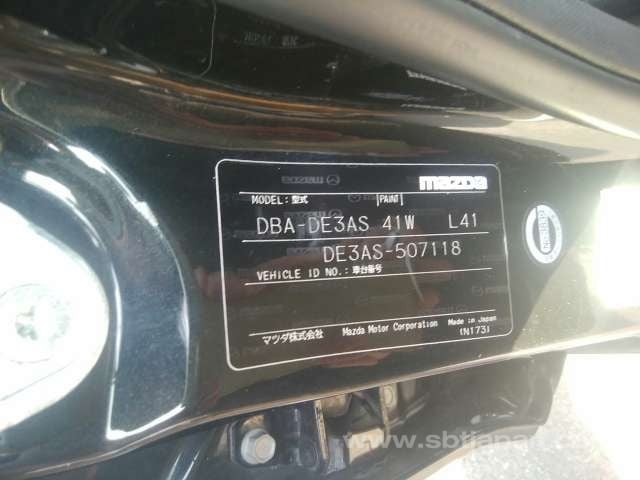 mazda
MODEL:型式 PAINT
DBA-DE3AS 41W L41
DE3AS-507118
VEHICLE ID NO.:車台番号
マツダ株式会社 Mazda Motor Corporation Made in Japan
(N173)
www.sbtjapan.c